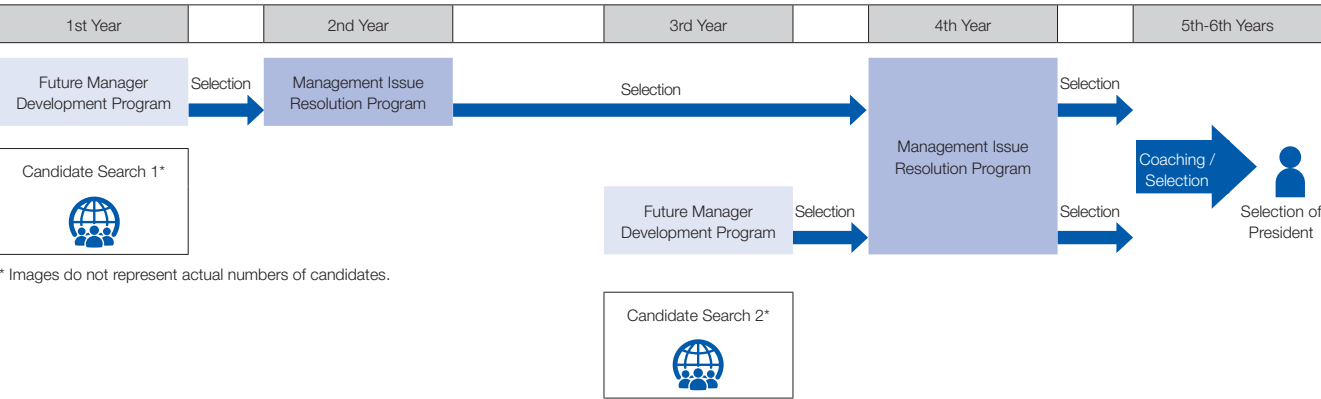 1st Year
2nd Year
3rd Year
4th Year
5th-6th Years
Future Manager
Development Program
Selection
Management Issue
Resolution Program
Selection
Management Issue
Resolution Program
Selection
Candidate Search 1*
Future Manager
Development Program
Selection
Selection
Coaching /
Selection
Selection of
President
* Images do not represent actual numbers of candidates.
Candidate Search 2*